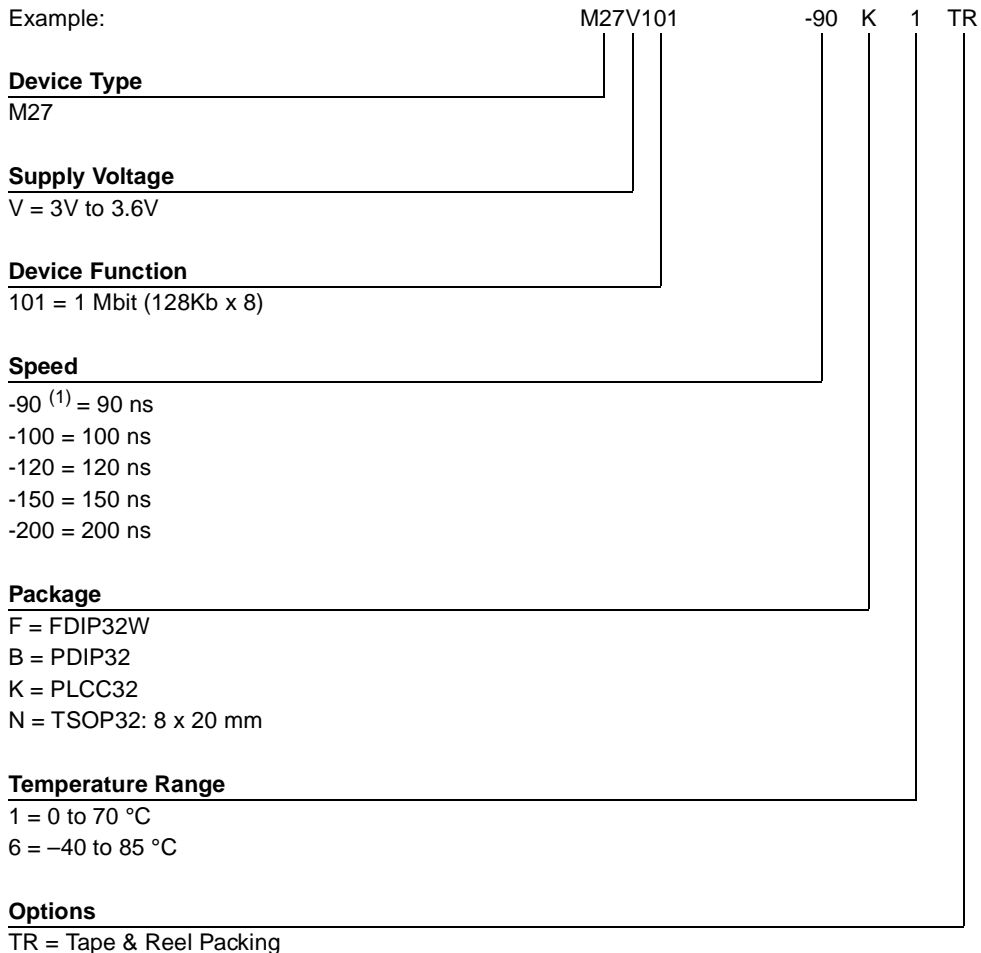 Example: M27V101 -90 K 1 TR
Device Type
M27
Supply Voltage
V = 3V to 3.6V
Device Function
101 = 1 Mbit (128Kb x 8)
Speed
-90 (1) = 90 ns
-100 = 100 ns
-120 = 120 ns
-150 = 150 ns
-200 = 200 ns
Package
F = FDIP32W
B = PDIP32
K = PLCC32
N = TSOP32: 8 x 20 mm
Temperature Range
1 = 0 to 70 °C
6 = –40 to 85 °C
Options
TR = Tape & Reel Packing